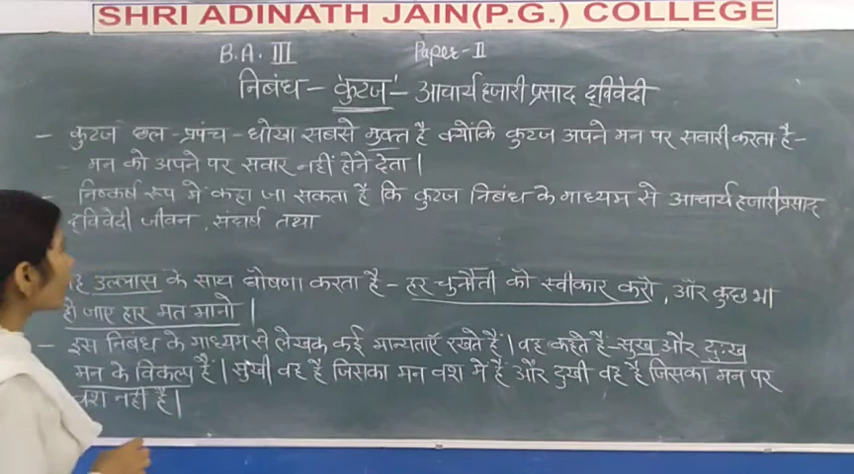 SHRI ADINATH JAIN(P.G.) COLLEGE
B.A. III Paper-II
निबंध - 'कुटज' - आचार्य हजारी प्रसाद द्विवेदी
- कुटज छल-प्रपंच-धोखा सबसे मुक्त है क्योंकि कुटज अपने मन पर सवारी करता है-
मन को अपने पर सवार नहीं होने देता।
- निष्कर्ष रूप में कहा जा सकता है कि कुटज निबंध के माध्यम से आचार्य हजारीप्रसाद
द्विवेदी जीवन, संघर्ष तथा
उल्लास के साथ घोषणा करता है - हर चुनौती को स्वीकार करो, और कुछ भी
हो जाए हार मत मानो।
- इस निबंध के माध्यम से लेखक कई मान्यताएँ रखते हैं। वह कहते हैं - सुख और दुःख
मन के विकल्प हैं। सुखी वह है जिसका मन वश में है और दुखी वह है जिसका मन पर
वश नहीं है।